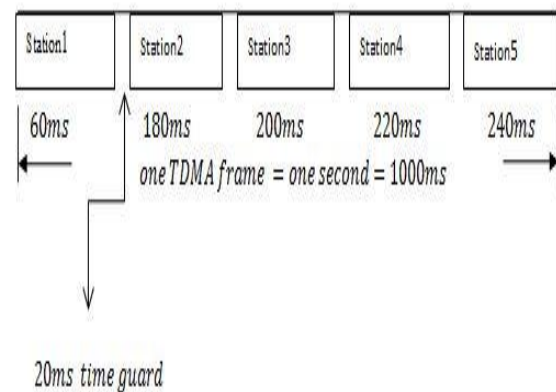 Station1 Station2 Station3 Station4 Station5
60ms 180ms 200ms 220ms 240ms
one TDMA frame = one second = 1000ms
20ms time guard